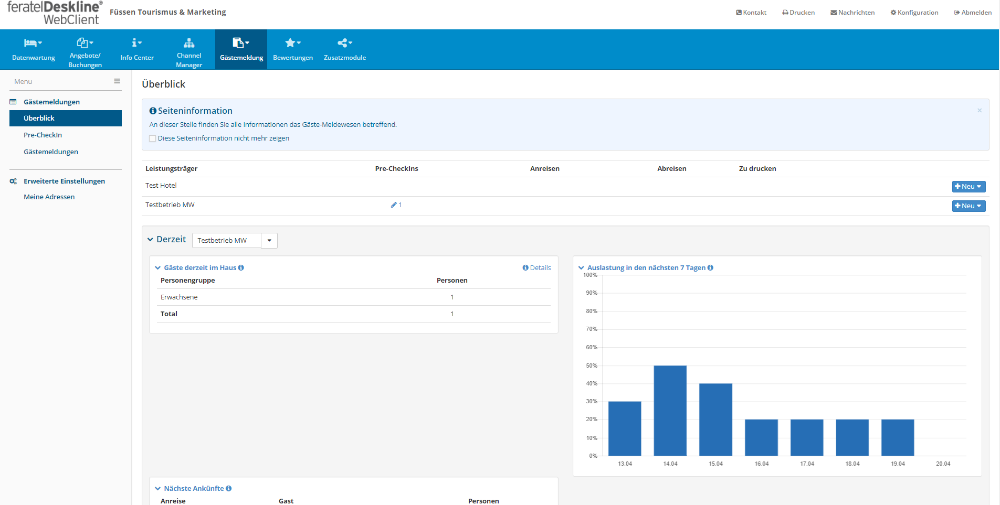 feratelDeskline®
WebClient
Füssen Tourismus & Marketing
Kontakt
Drucken
Nachrichten
Konfiguration
Abmelden
Datenwartung
Angebote/
Buchungen
Info Center
Channel
Manager
Gästemeldung
Bewertungen
Zusatzmodule
Menu
Gästemeldungen
Überblick
Pre-CheckIn
Gästemeldungen
Erweiterte Einstellungen
Meine Adressen
Überblick
Seiteninformation
An dieser Stelle finden Sie alle Informationen das Gäste-Meldewesen betreffend.
Diese Seiteninformation nicht mehr zeigen
Leistungsträger Pre-CheckIns Anreisen Abreisen Zu drucken
Test Hotel Neu
Testbetrieb MW 1 Neu
Derzeit Testbetrieb MW
Gäste derzeit im Haus Details
Personengruppe Personen
Erwachsene 1
Total 1
Auslastung in den nächsten 7 Tagen
100%
90%
80%
70%
60%
50%
40%
30%
20%
10%
0%
13.04 14.04 15.04 16.04 17.04 18.04 19.04 20.04
Nächste Ankünfte
Anreise Gast Personen